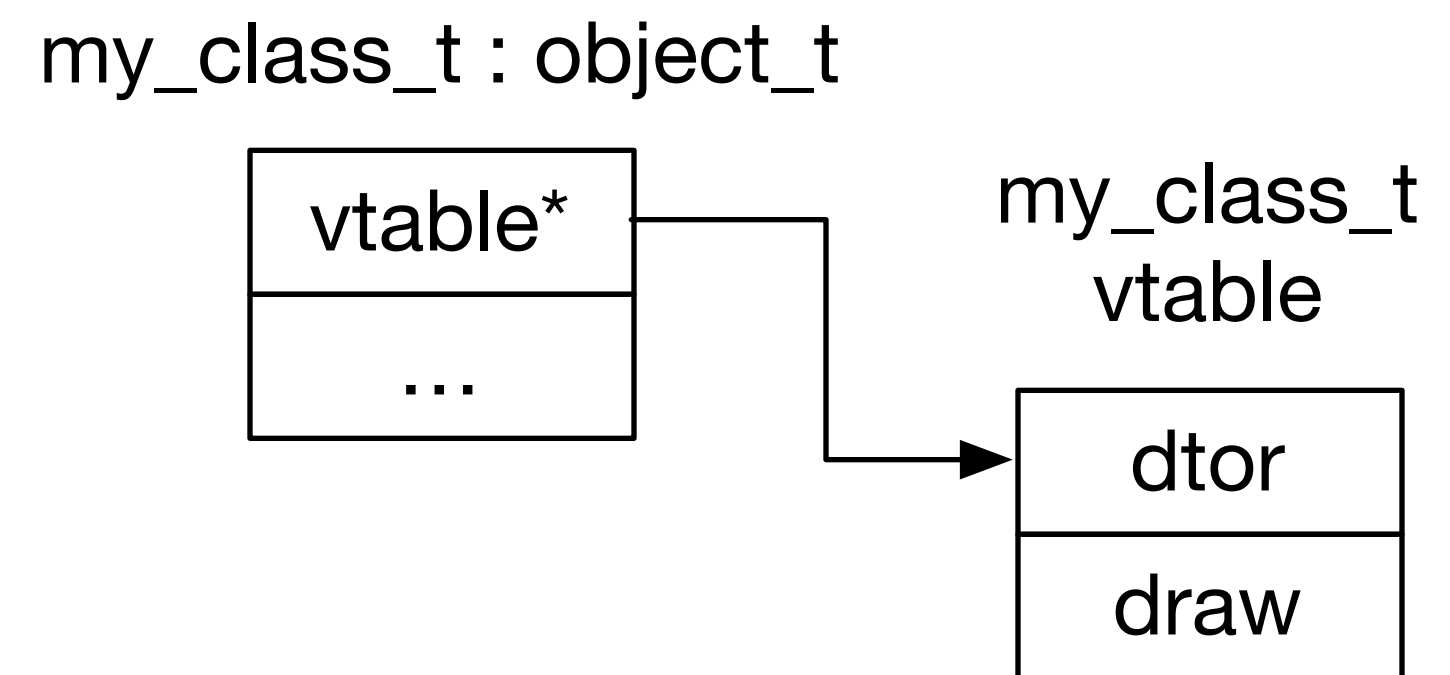 my_class_t : object_t
vtable*
...
my_class_t
vtable
dtor
draw